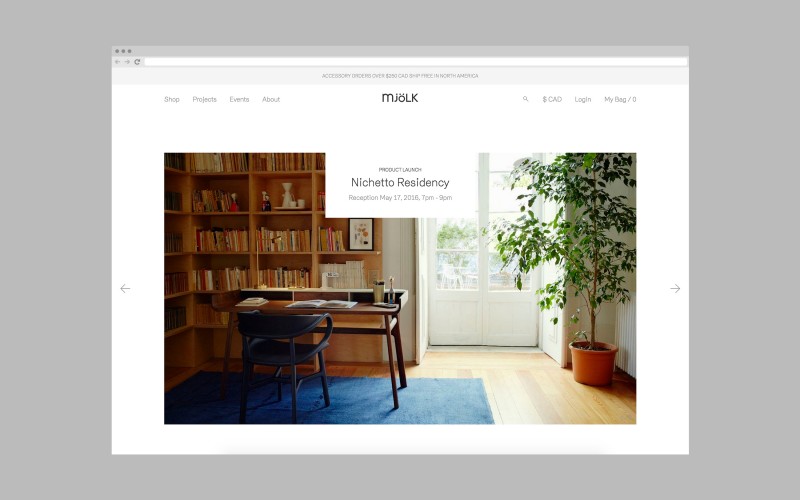 ACCESSORY ORDERS OVER $350 CAD SHIP FREE IN NORTH AMERICA
Shop Projects Events About mjölk $ CAD Login My Bag / 0
PRODUCT LAUNCH
Nichetto Residency
Reception May 17, 2016, 7pm - 9pm